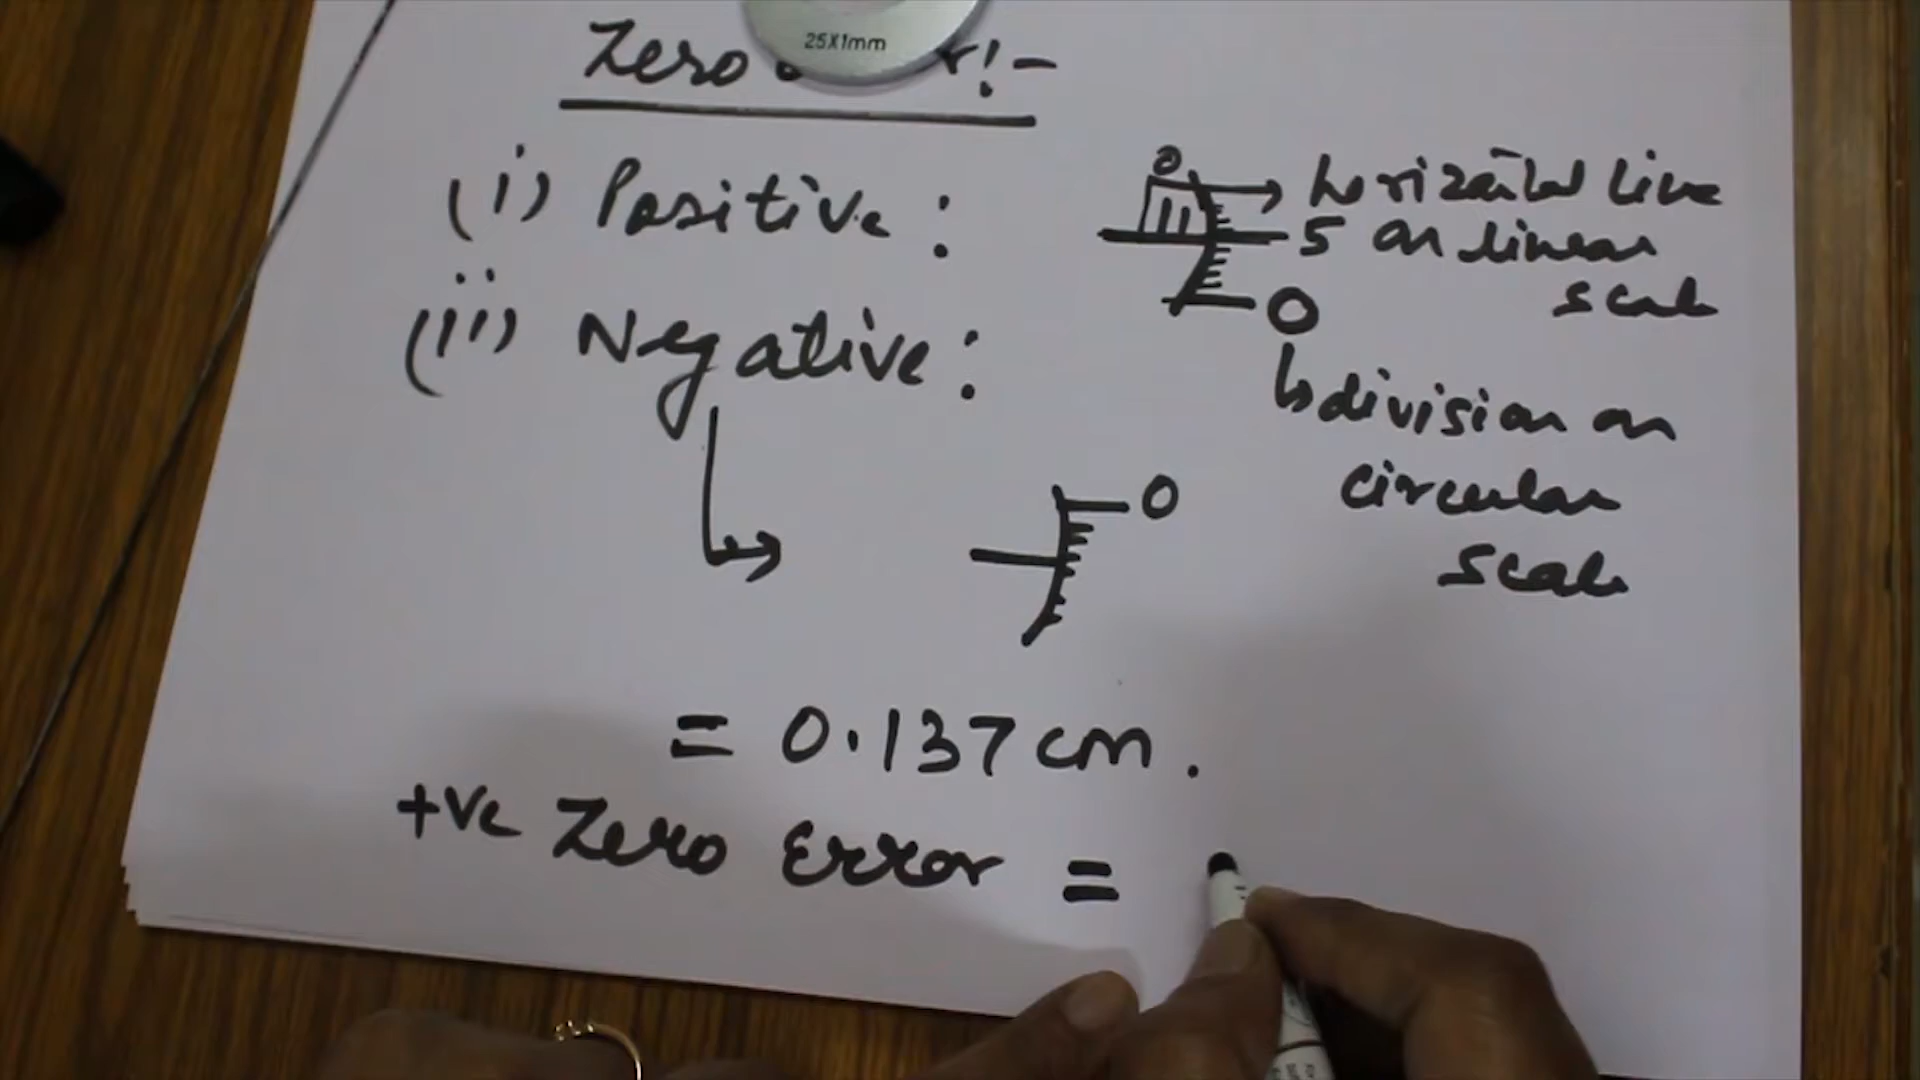 25X1mm
Zero
(i) Positive :
0
horizontal line
5 on linear
scale
0
(ii) Negative :
division on
circular
scale
0
= 0.137 cm.
+ve Zero Error =